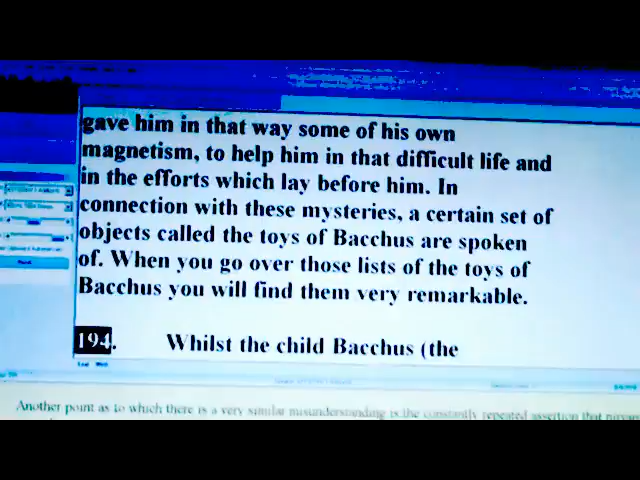 gave him in that way some of his own
magnetism, to help him in that difficult life and
in the efforts which lay before him. In
connection with these mysteries, a certain set of
objects called the toys of Bacchus are spoken
of. When you go over those lists of the toys of
Bacchus you will find them very remarkable.
194. Whilst the child Bacchus (the
Another point as to which there is a very similar misunderstanding is the constantly repeated assertion that